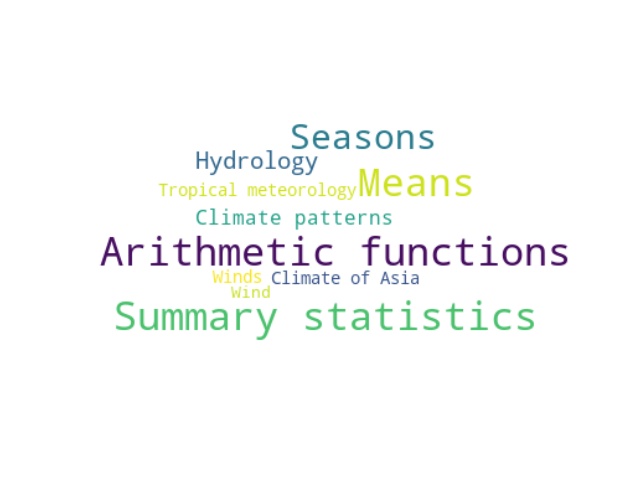 Seasons
Hydrology
Tropical meteorology Means
Climate patterns
Arithmetic functions
Winds Climate of Asia
Wind
Summary statistics